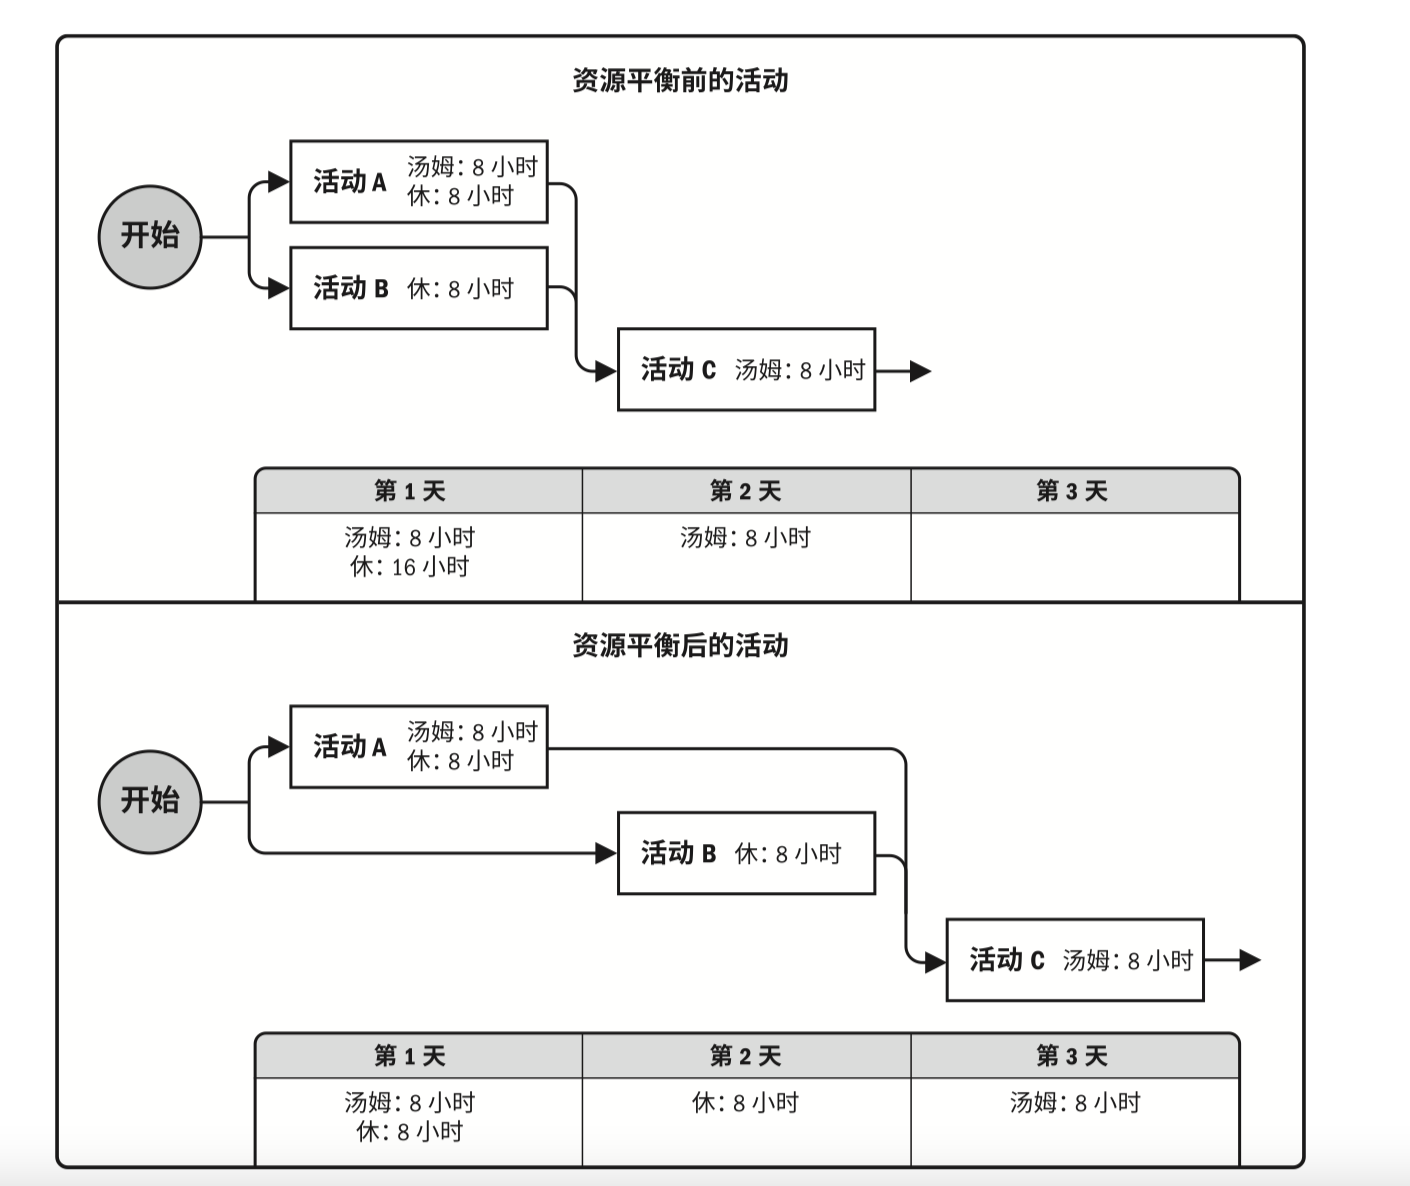 资源平衡前的活动
开始
活动 A
汤姆：8 小时
休：8 小时
活动 B 休：8 小时
活动 C 汤姆：8 小时
第 1 天 第 2 天 第 3 天
汤姆：8 小时 汤姆：8 小时
休：16 小时
资源平衡后的活动
开始
活动 A
汤姆：8 小时
休：8 小时
活动 B 休：8 小时
活动 C 汤姆：8 小时
第 1 天 第 2 天 第 3 天
汤姆：8 小时 休：8 小时 汤姆：8 小时
休：8 小时